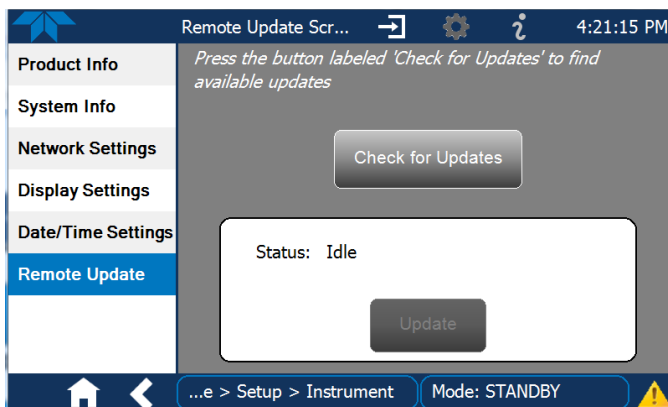 Remote Update Scr...
4:21:15 PM
Product Info
System Info
Network Settings
Display Settings
Date/Time Settings
Remote Update
Press the button labeled 'Check for Updates' to find
available updates
Check for Updates
Status: Idle
Update
...e > Setup > Instrument
Mode: STANDBY